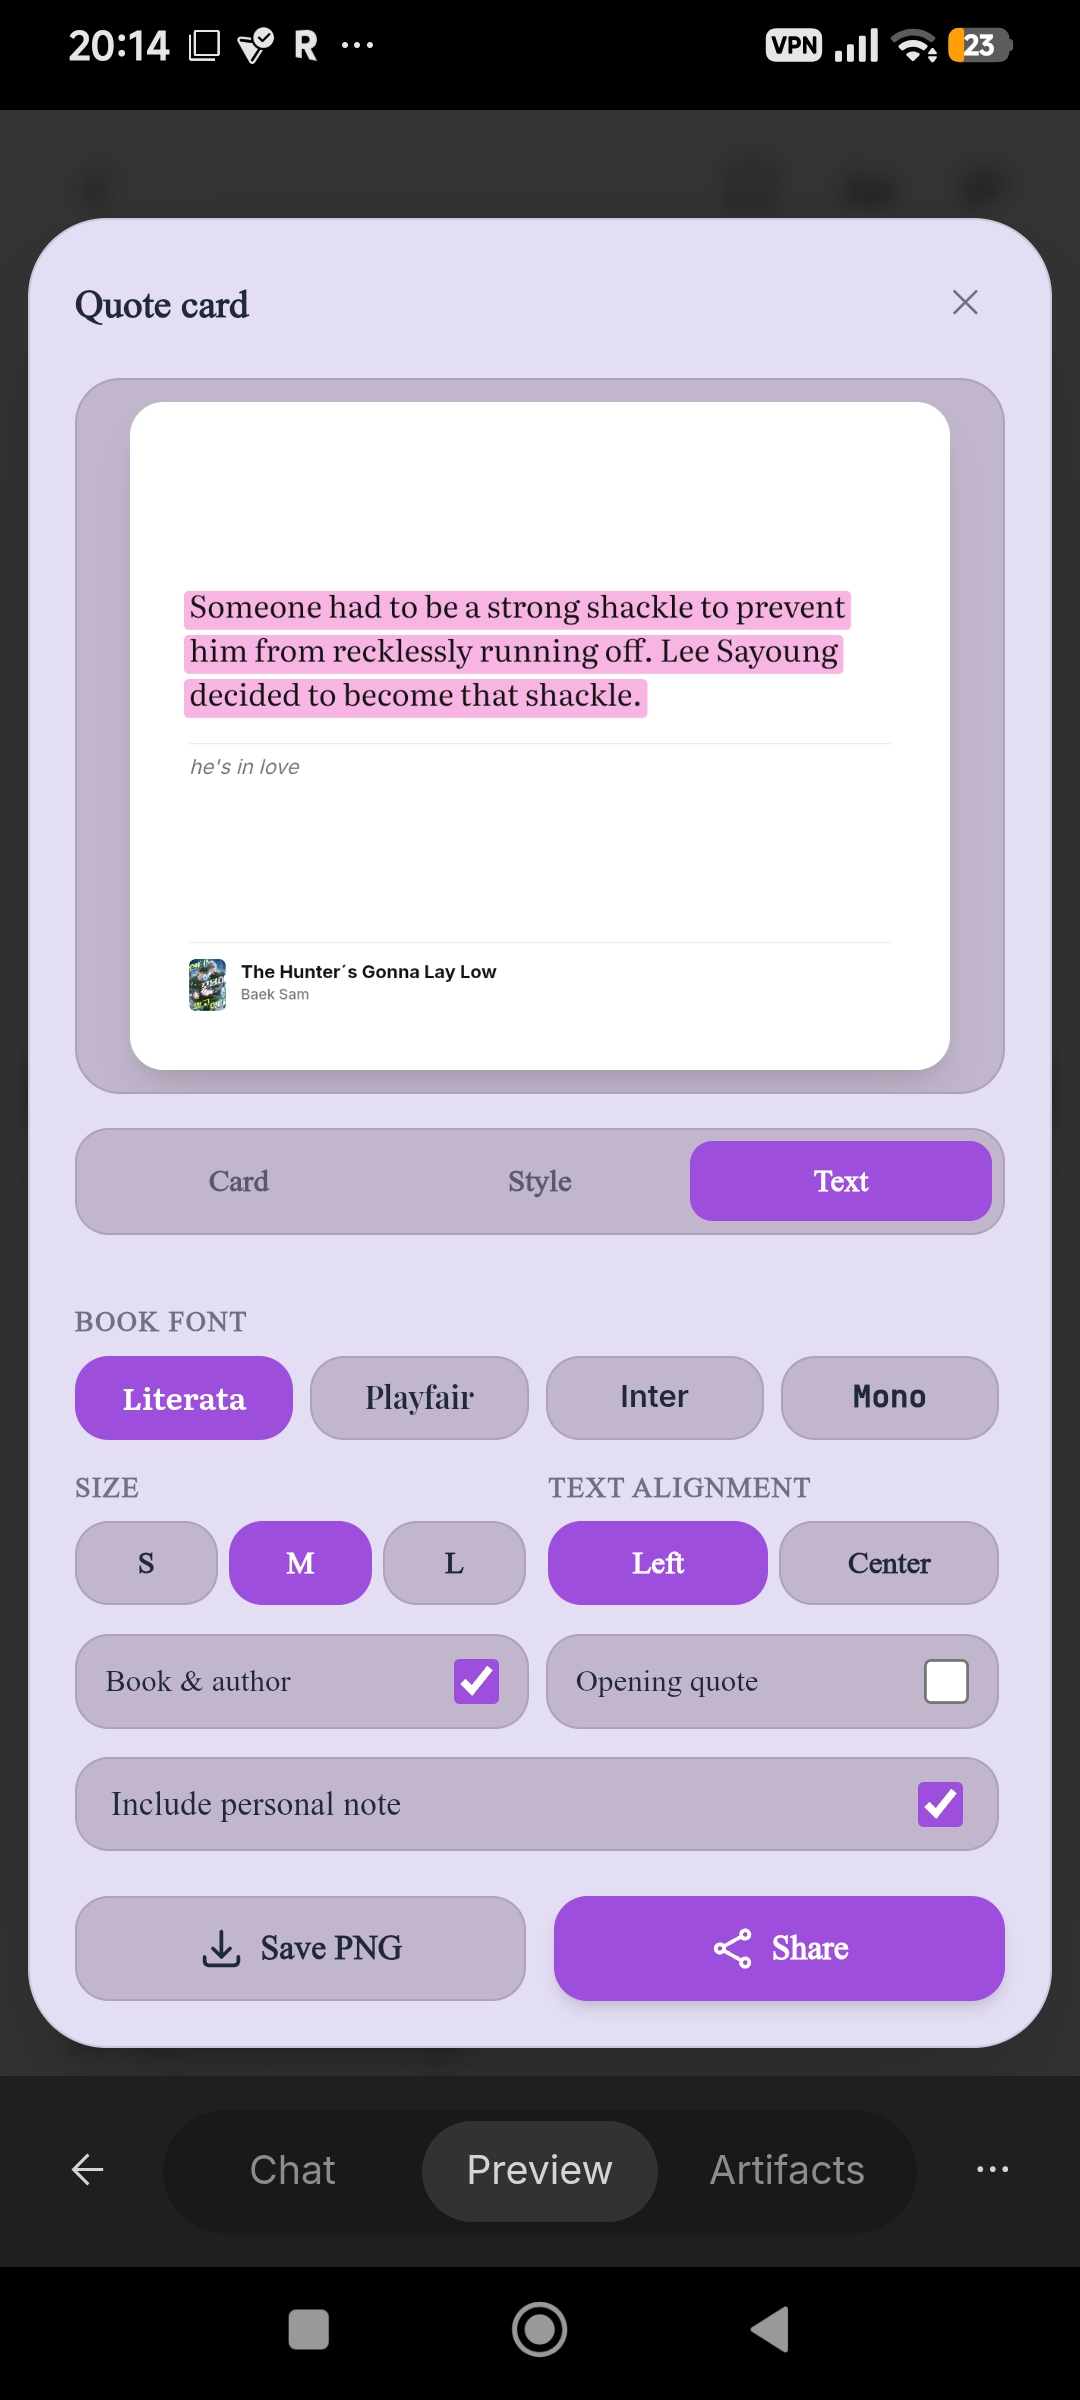 20:14
R
VPN
23
Quote card
Someone had to be a strong shackle to prevent
him from recklessly running off. Lee Sayoung
decided to become that shackle.
he's in love
The Hunter´s Gonna Lay Low
Baek Sam
Card Style Text
BOOK FONT
Literata Playfair Inter Mono
SIZE TEXT ALIGNMENT
S M L Left Center
Book & author Opening quote
Include personal note
Save PNG Share
Chat Preview Artifacts